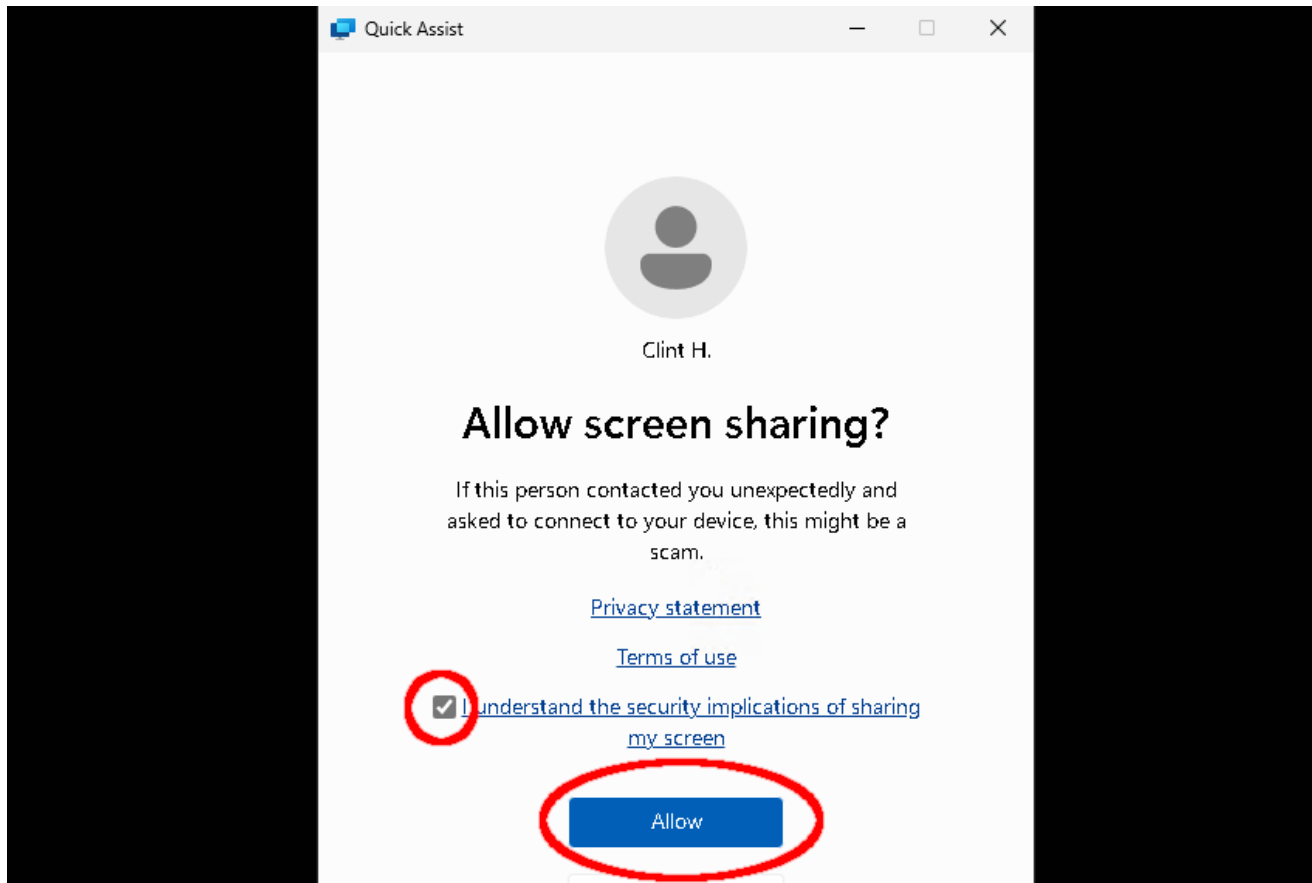 Quick Assist
Clint H.
Allow screen sharing?
If this person contacted you unexpectedly and
asked to connect to your device, this might be a
scam.
Privacy statement
Terms of use
I understand the security implications of sharing
my screen
Allow